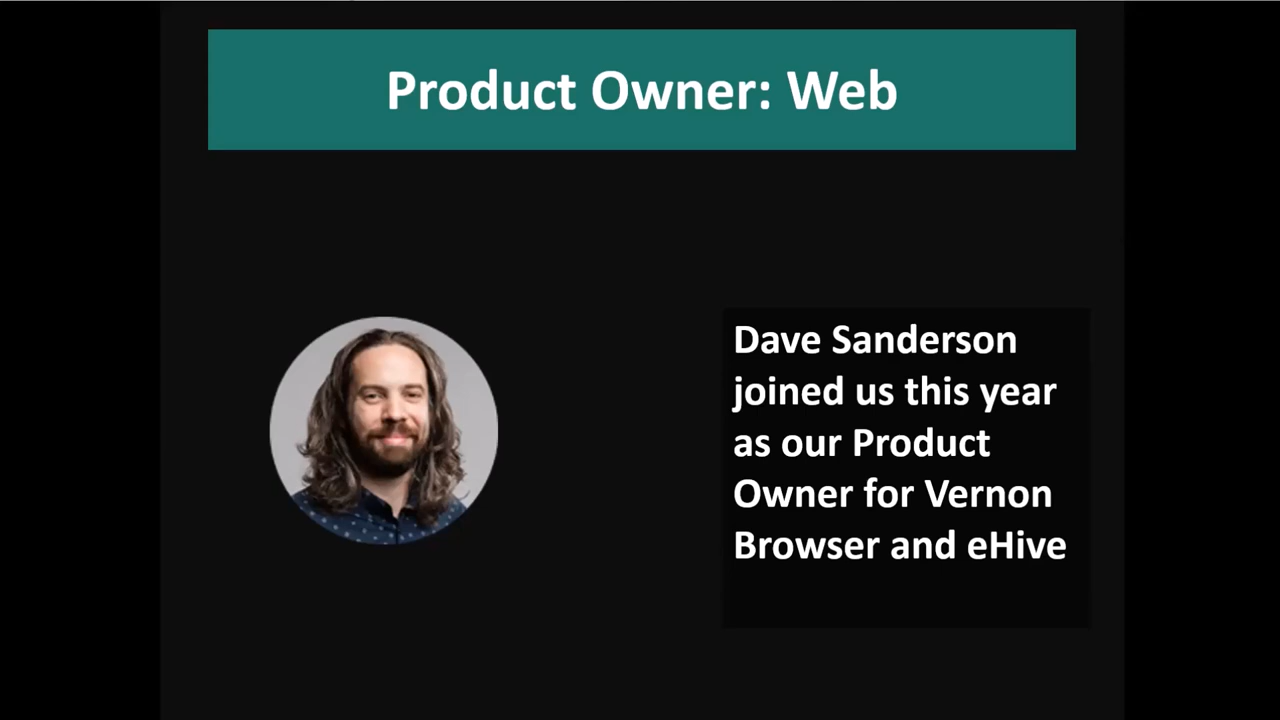 Product Owner: Web
Dave Sanderson
joined us this year
as our Product
Owner for Vernon
Browser and eHive